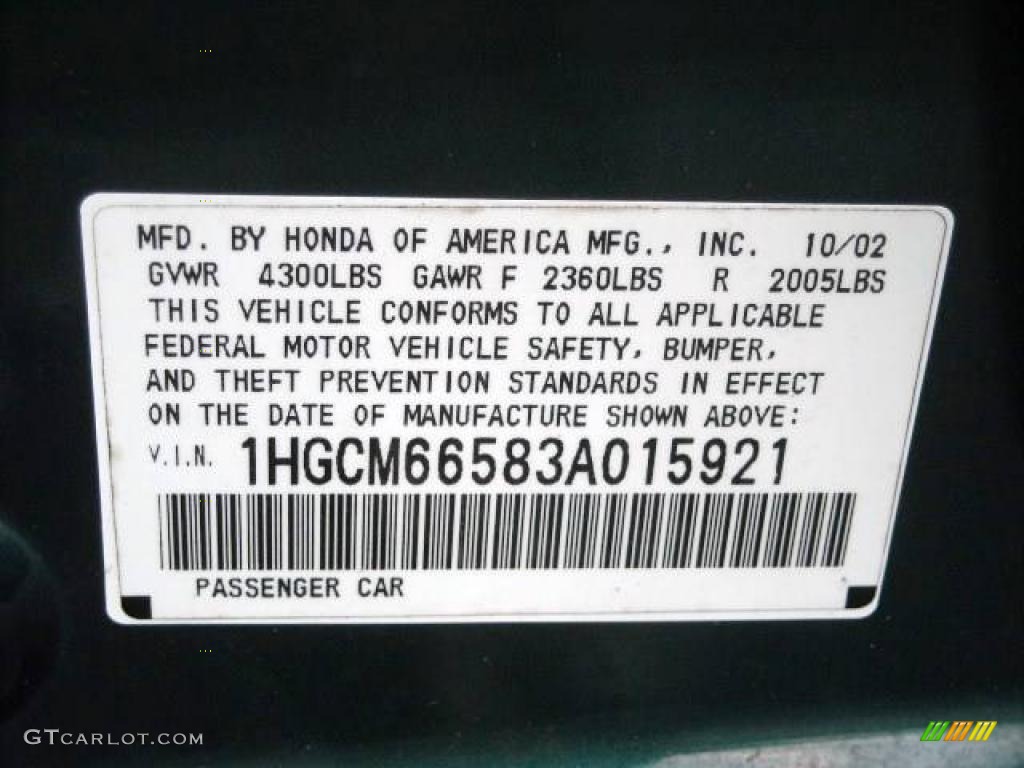 MFD. BY HONDA OF AMERICA MFG., INC. 10/02
GVWR 4300LBS GAWR F 2360LBS R 2005LBS
THIS VEHICLE CONFORMS TO ALL APPLICABLE
FEDERAL MOTOR VEHICLE SAFETY, BUMPER,
AND THEFT PREVENTION STANDARDS IN EFFECT
ON THE DATE OF MANUFACTURE SHOWN ABOVE:
V.I.N. 1HGCM66583A015921
PASSENGER CAR
GTCARLOT.COM